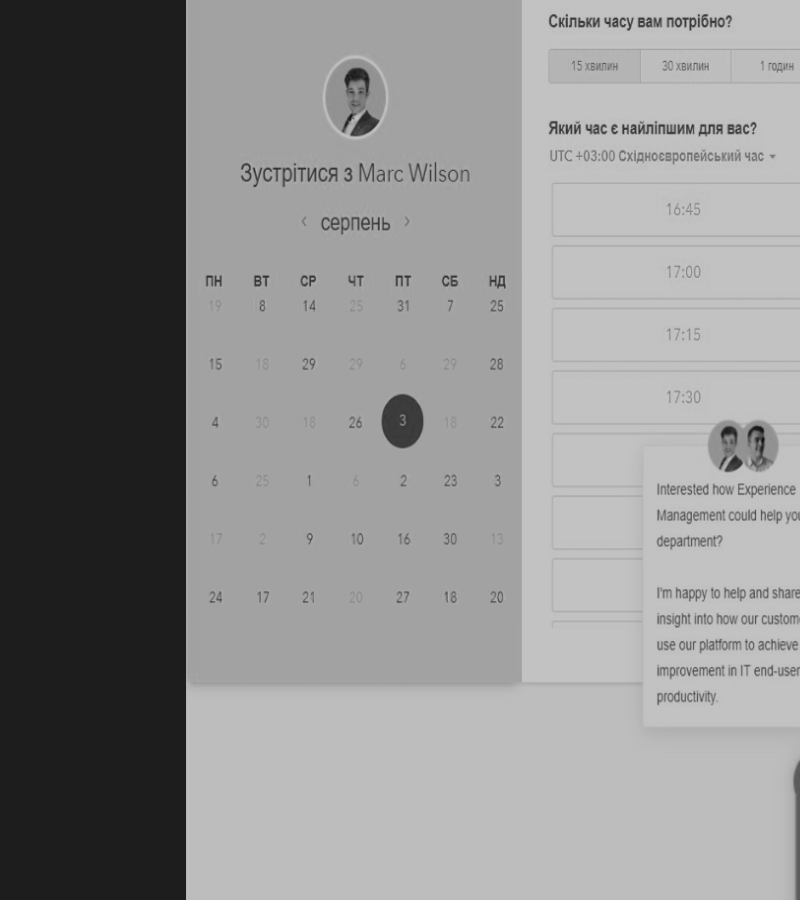 Зустрітися з Marc Wilson
‹ серпень ›
ПН ВТ СР ЧТ ПТ СБ НД
19 8 14 25 31 7 25
15 18 29 29 6 29 28
4 30 18 26 3 18 22
6 25 1 6 2 23 3
17 2 9 10 16 30 13
24 17 21 20 27 18 20
Скільки часу вам потрібно?
15 хвилин 30 хвилин 1 годин
Який час є найліпшим для вас?
UTC +03:00 Східноєвропейський час
16:45
17:00
17:15
17:30
Interested how Experience
Management could help you
department?
I'm happy to help and share
insight into how our custome
use our platform to achieve
improvement in IT end-user
productivity.